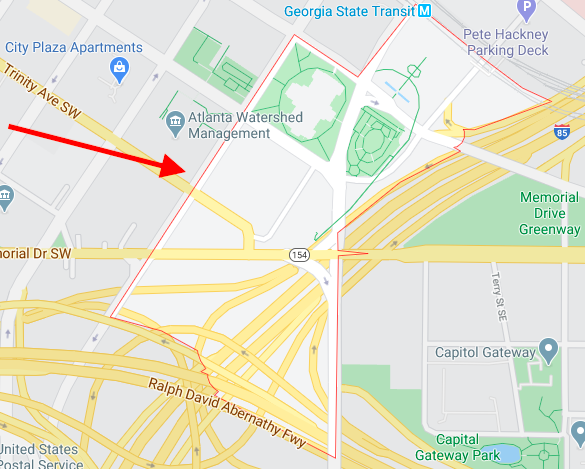 Georgia State Transit M
P
Pete Hackney
Parking Deck
City Plaza Apartments
Trinity Ave SW
Atlanta Watershed
Management
85
Memorial
Drive
Greenway
orial Dr SW
154
Terry St SE
Capitol Gateway
Ralph David Abernathy Fwy
Capital
Gateway Park
United States
Postal Service